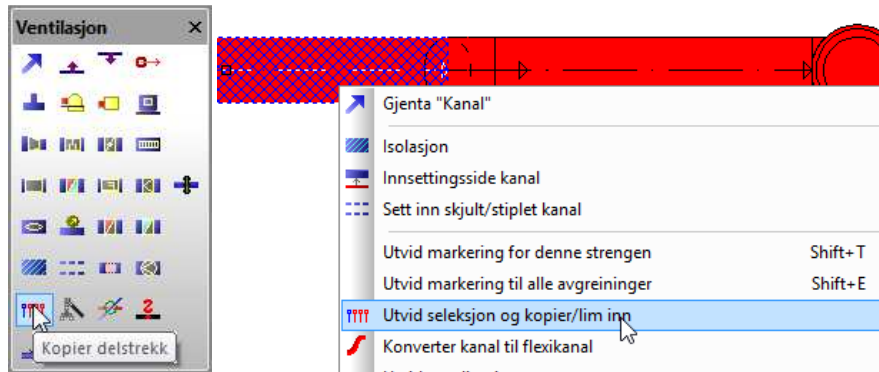 Ventilasjon
Kopier delstrekk
Gjenta "Kanal"
Isolasjon
Innsettingsside kanal
Sett inn skjult/stiplet kanal
Utvid markering for denne strengen Shift+T
Utvid markering til alle avgreininger Shift+E
Utvid seleksjon og kopier/lim inn
Konverter kanal til flexikanal